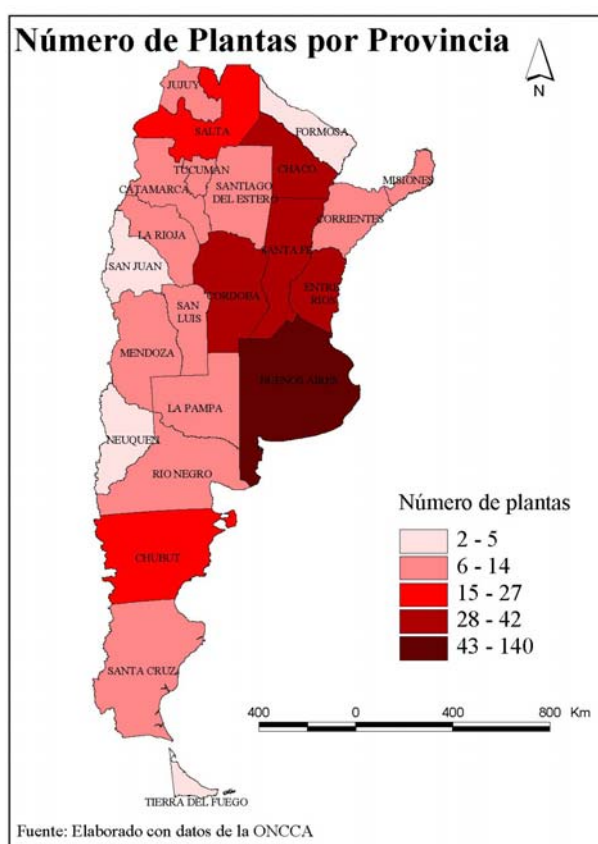 Número de Plantas por Provincia
N
JUJUY
SALTA
FORMOSA
CHACO
TUCUMAN
MISIONES
CATAMARCA
SANTIAGO
DEL ESTERO
CORRIENTES
LA RIOJA
SANTA FE
SAN JUAN
CORDOBA
ENTRE
RIOS
SAN
LUIS
MENDOZA
BUENOS AIRES
LA PAMPA
NEUQUEN
RIO NEGRO
CHUBUT
SANTA CRUZ
TIERRA DEL FUEGO
Número de plantas
2 - 5
6 - 14
15 - 27
28 - 42
43 - 140
400 0 400 800 Km
Fuente: Elaborado con datos de la ONCCA